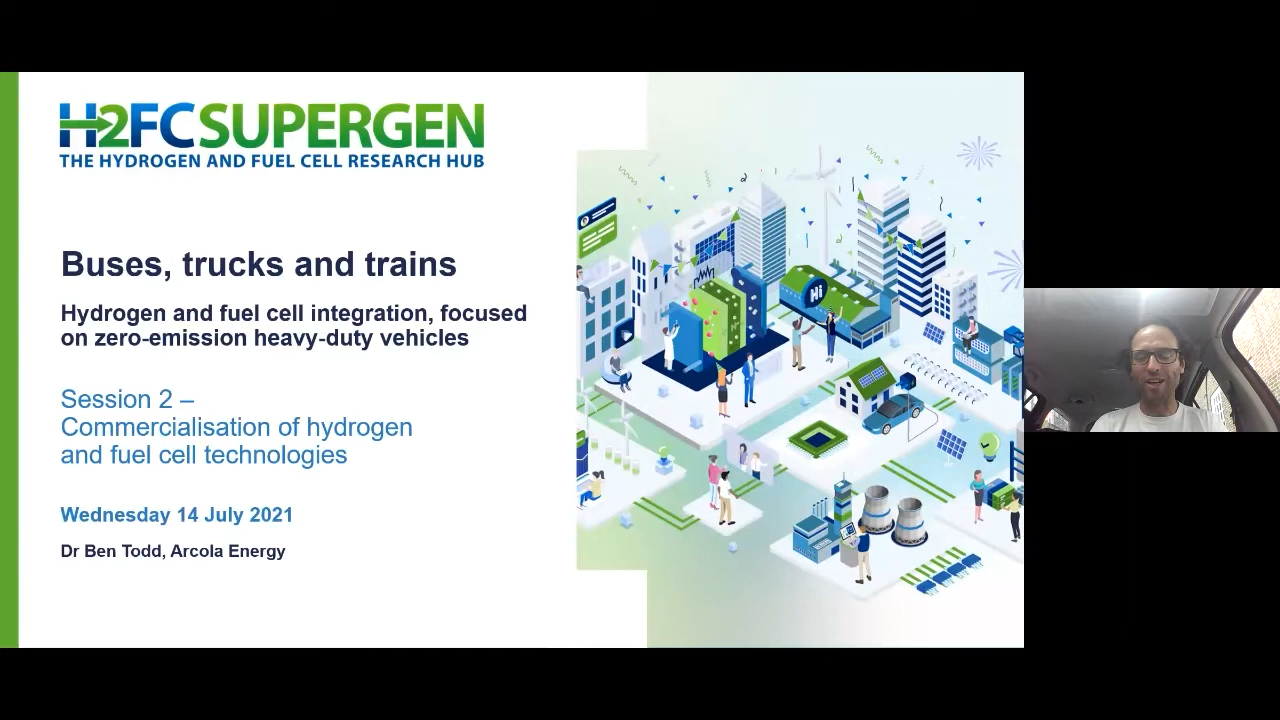 H2FCSUPERGEN
THE HYDROGEN AND FUEL CELL RESEARCH HUB
Buses, trucks and trains
Hydrogen and fuel cell integration, focused
on zero-emission heavy-duty vehicles
Session 2 –
Commercialisation of hydrogen
and fuel cell technologies
Wednesday 14 July 2021
Dr Ben Todd, Arcola Energy
Hi